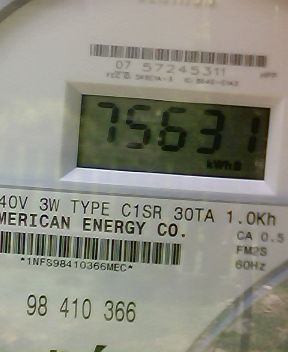 07 57245311
75631
kWh
40V 3W TYPE C1SR 30TA 1.0Kh
MERICAN ENERGY CO.
CA 0.5
FM2S
*1NFS98410366MEC*
60Hz
98 410 366